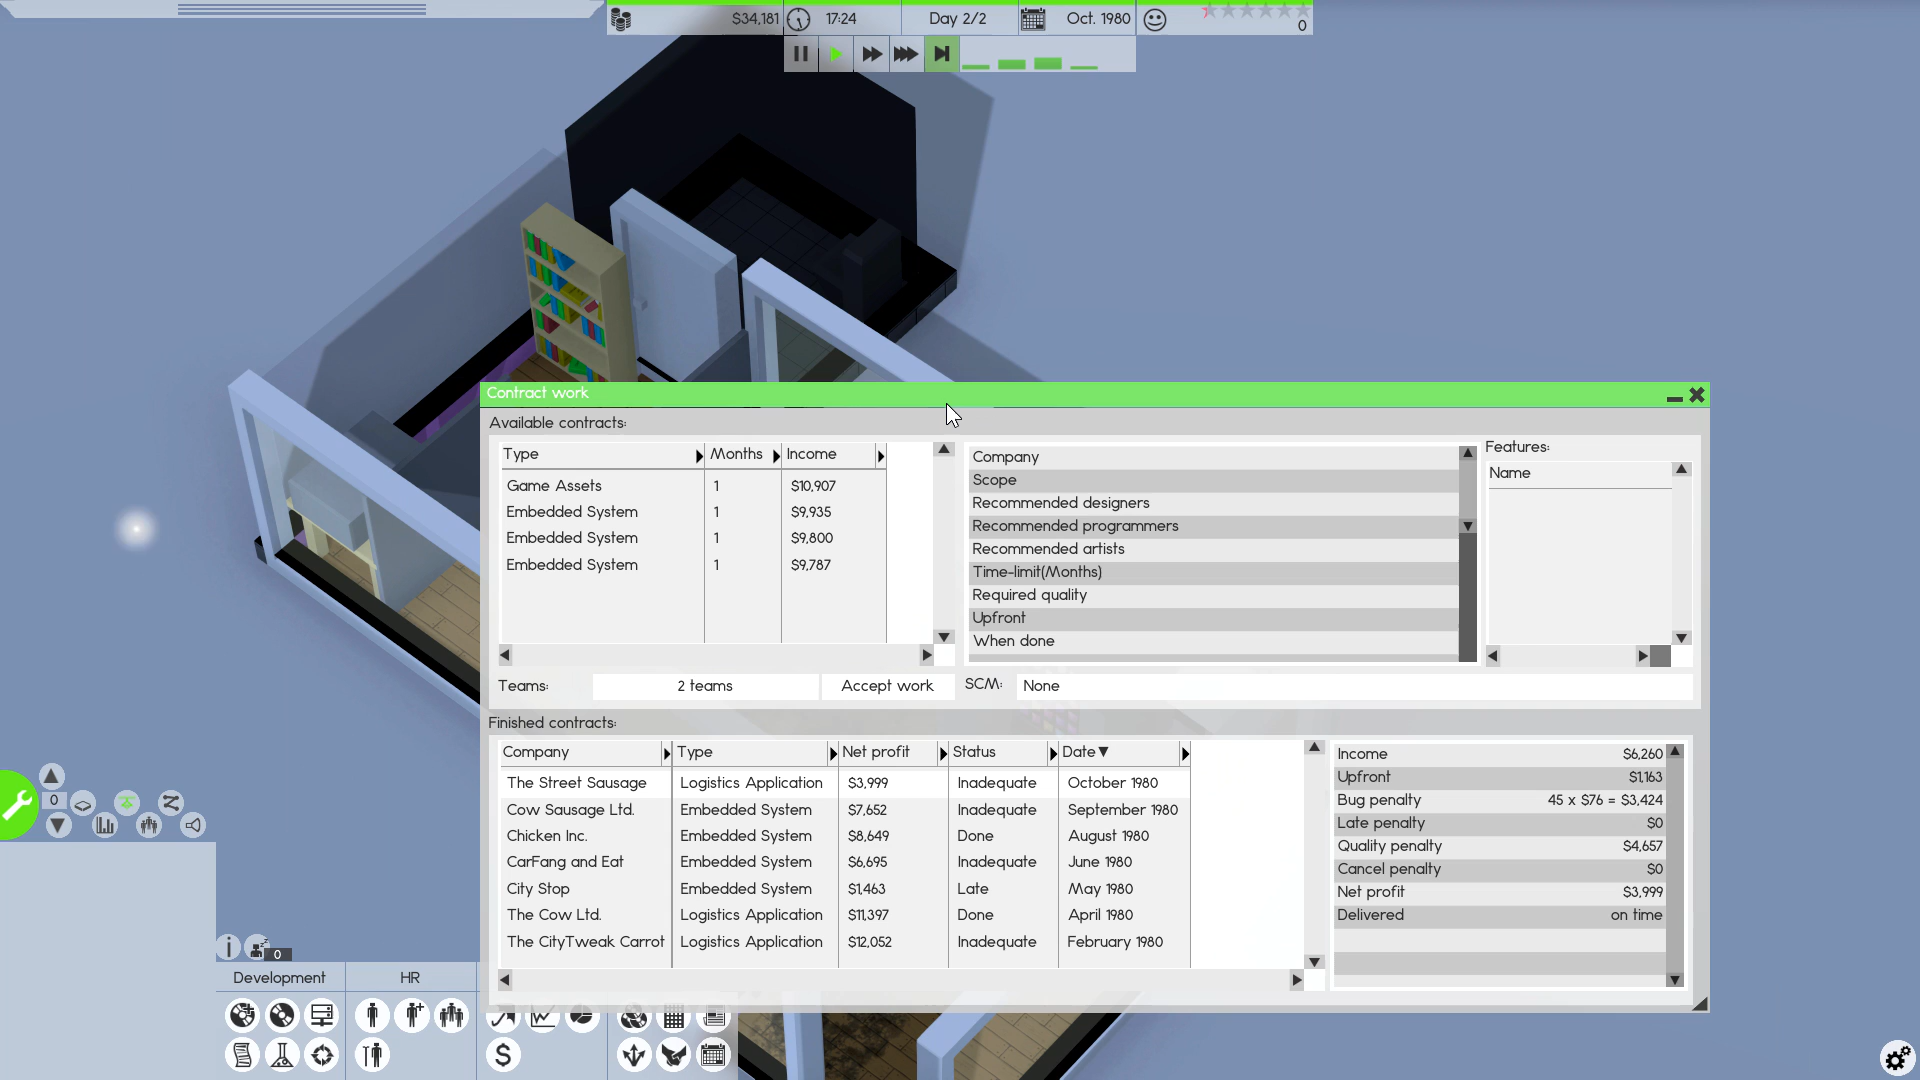 $34,181 17:24 Day 2/2 Oct. 1980 0
Contract work
Available contracts:
Type Months Income
Game Assets 1 $10,907
Embedded System 1 $9,935
Embedded System 1 $9,800
Embedded System 1 $9,787
Company
Scope
Recommended designers
Recommended programmers
Recommended artists
Time-limit(Months)
Required quality
Upfront
When done
Features:
Name
Teams: 2 teams Accept work SCM: None
Finished contracts:
Company Type Net profit Status Date▼
The Street Sausage Logistics Application $3,999 Inadequate October 1980
Cow Sausage Ltd. Embedded System $7,652 Inadequate September 1980
Chicken Inc. Embedded System $8,649 Done August 1980
CarFang and Eat Embedded System $6,695 Inadequate June 1980
City Stop Embedded System $1,463 Late May 1980
The Cow Ltd. Logistics Application $11,397 Done April 1980
The CityTweak Carrot Logistics Application $12,052 Inadequate February 1980
Income $6,260
Upfront $1,163
Bug penalty 45 x $76 = $3,424
Late penalty $0
Quality penalty $4,657
Cancel penalty $0
Net profit $3,999
Delivered on time
0
0
Development HR